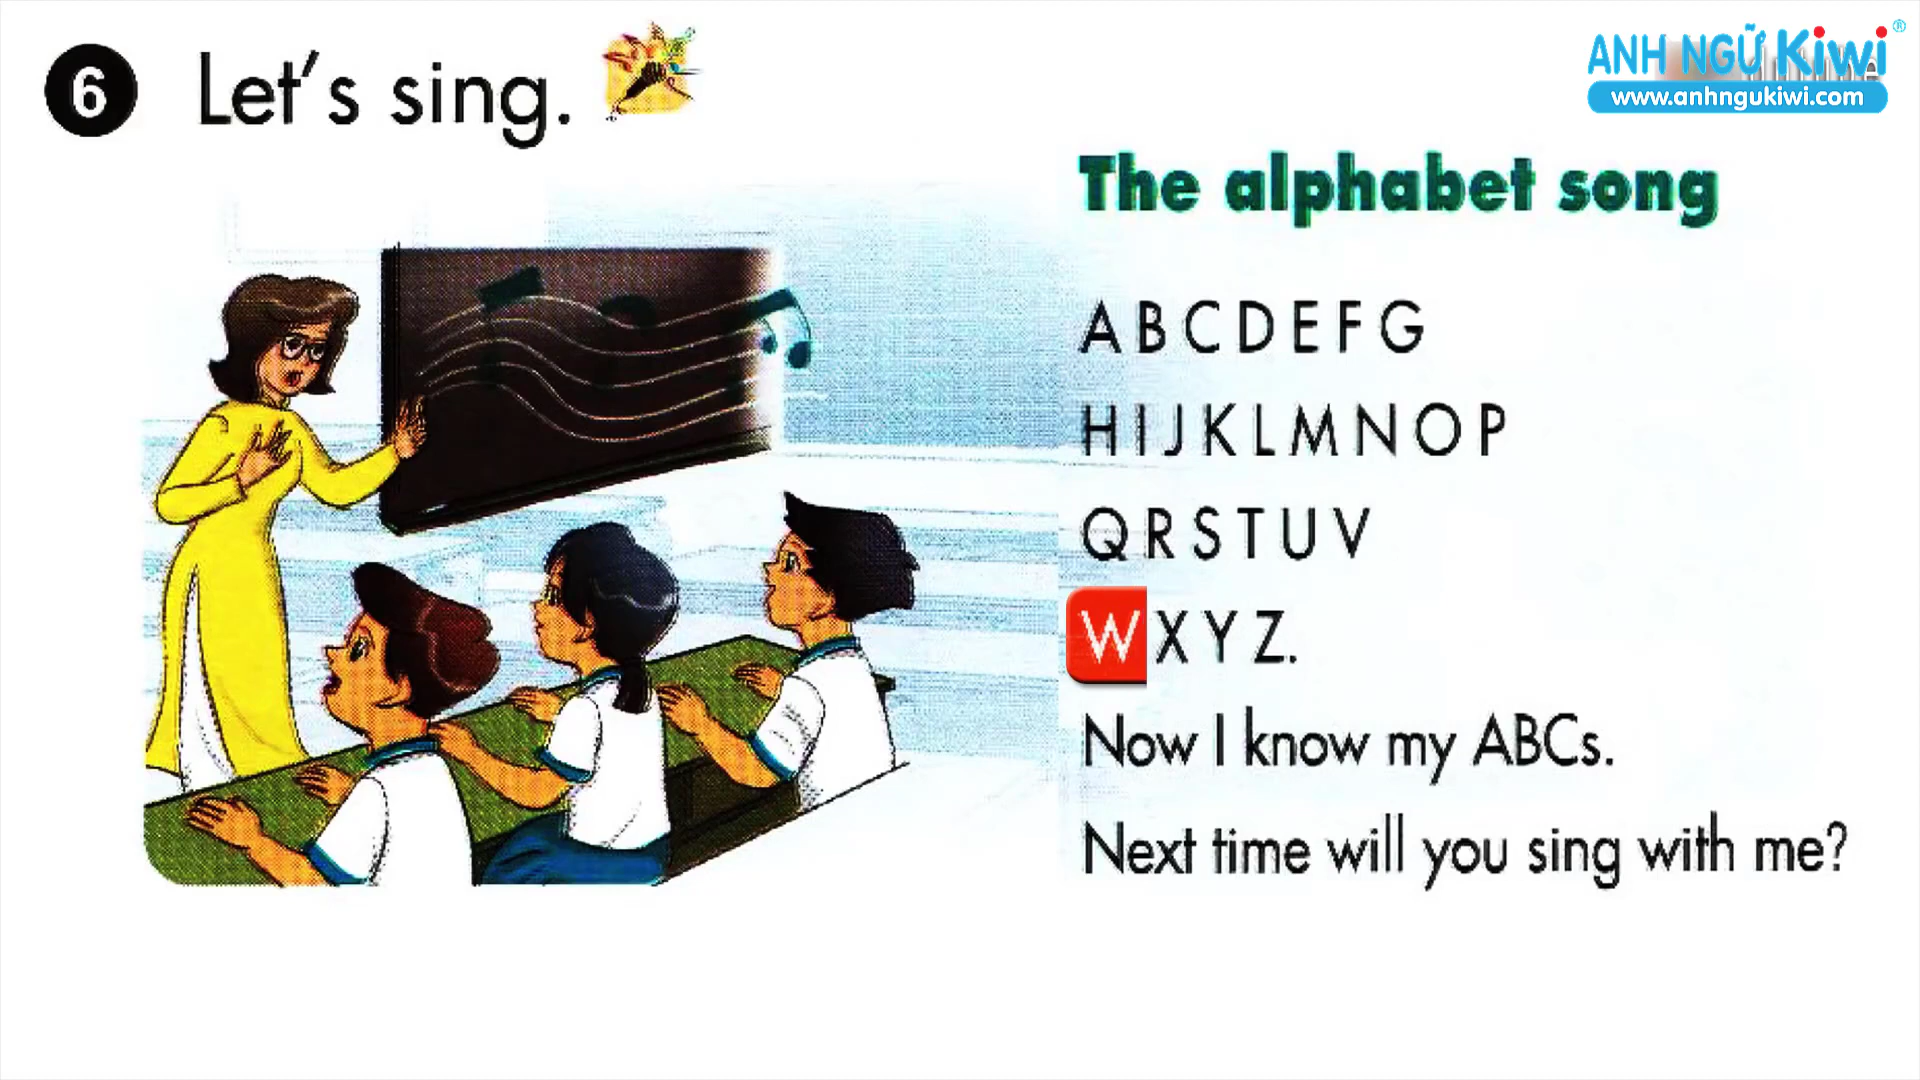 6 Let's sing.
ANH NGỮ Kiwi®
www.anhngukiwi.com
The alphabet song
A B C D E F G
H I J K L M N O P
Q R S T U V
W X Y Z.
Now I know my ABCs.
Next time will you sing with me?